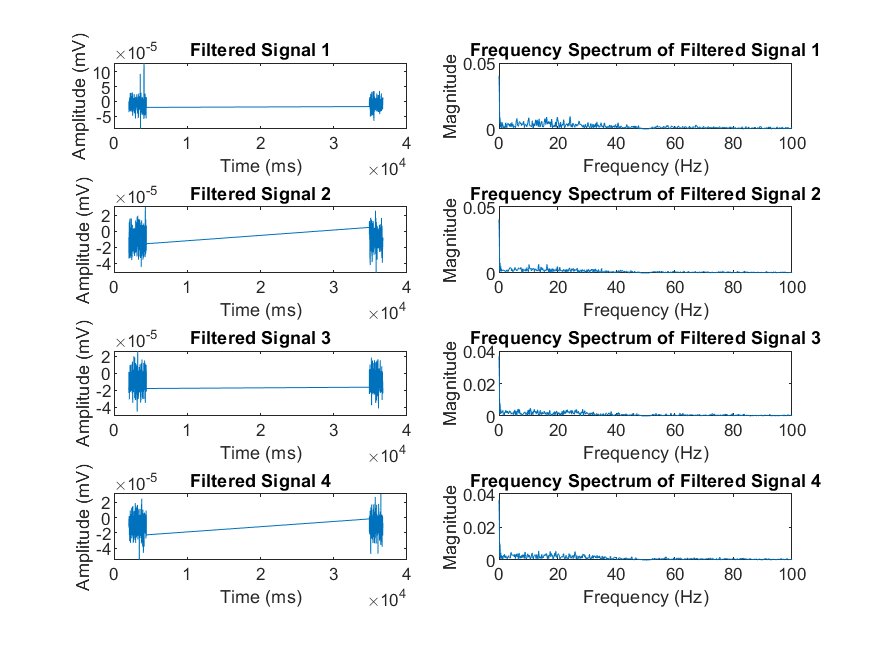 Filtered Signal 1
×10-5
Amplitude (mV)
10
5
0
-5
0 1 2 3 4
Time (ms)
×104
Frequency Spectrum of Filtered Signal 1
Magnitude
0.05
0
0 20 40 60 80 100
Frequency (Hz)
Filtered Signal 2
×10-5
Amplitude (mV)
2
0
-2
-4
0 1 2 3 4
Time (ms)
×104
Frequency Spectrum of Filtered Signal 2
Magnitude
0.05
0
0 20 40 60 80 100
Frequency (Hz)
Filtered Signal 3
×10-5
Amplitude (mV)
2
0
-2
-4
0 1 2 3 4
Time (ms)
×104
Frequency Spectrum of Filtered Signal 3
Magnitude
0.04
0.02
0
0 20 40 60 80 100
Frequency (Hz)
Filtered Signal 4
×10-5
Amplitude (mV)
2
0
-2
-4
0 1 2 3 4
Time (ms)
×104
Frequency Spectrum of Filtered Signal 4
Magnitude
0.04
0.02
0
0 20 40 60 80 100
Frequency (Hz)